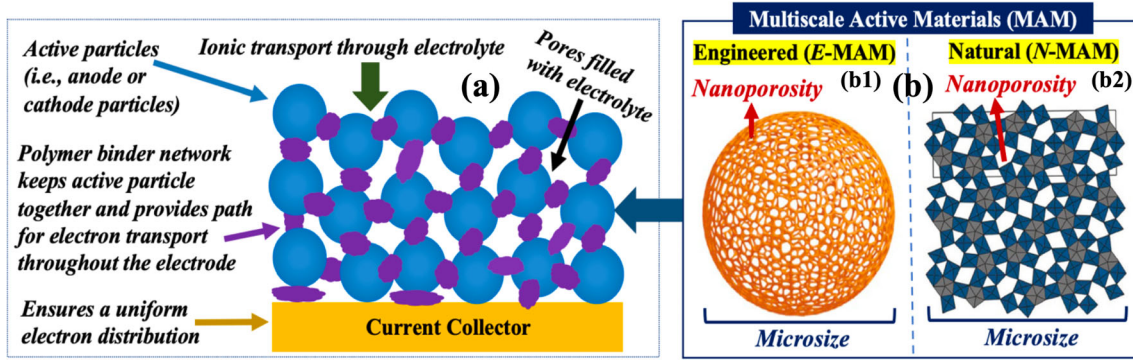 Active particles
(i.e., anode or
cathode particles)
Ionic transport through electrolyte
(a)
Pores filled
with electrolyte
Polymer binder network
keeps active particle
together and provides path
for electron transport
throughout the electrode
Ensures a uniform
electron distribution
Current Collector
Multiscale Active Materials (MAM)
Engineered (E-MAM)
Natural (N-MAM)
(b1)
(b)
(b2)
Nanoporosity
Nanoporosity
Microsize
Microsize